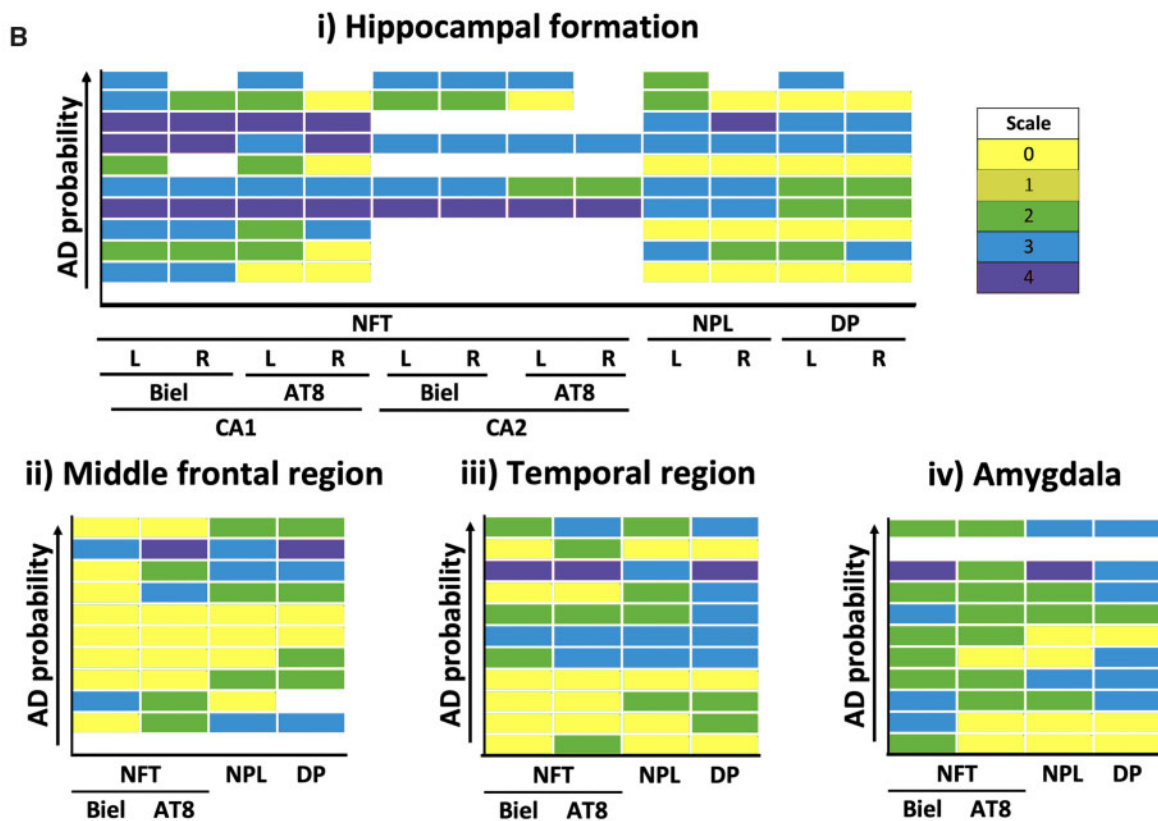 B
i) Hippocampal formation
AD probability
Scale
0
1
2
3
4
NFT NPL DP
L R L R L R L R L R L R
Biel AT8 Biel AT8
CA1 CA2
ii) Middle frontal region
AD probability
NFT NPL DP
Biel AT8
iii) Temporal region
AD probability
NFT NPL DP
Biel AT8
iv) Amygdala
AD probability
NFT NPL DP
Biel AT8